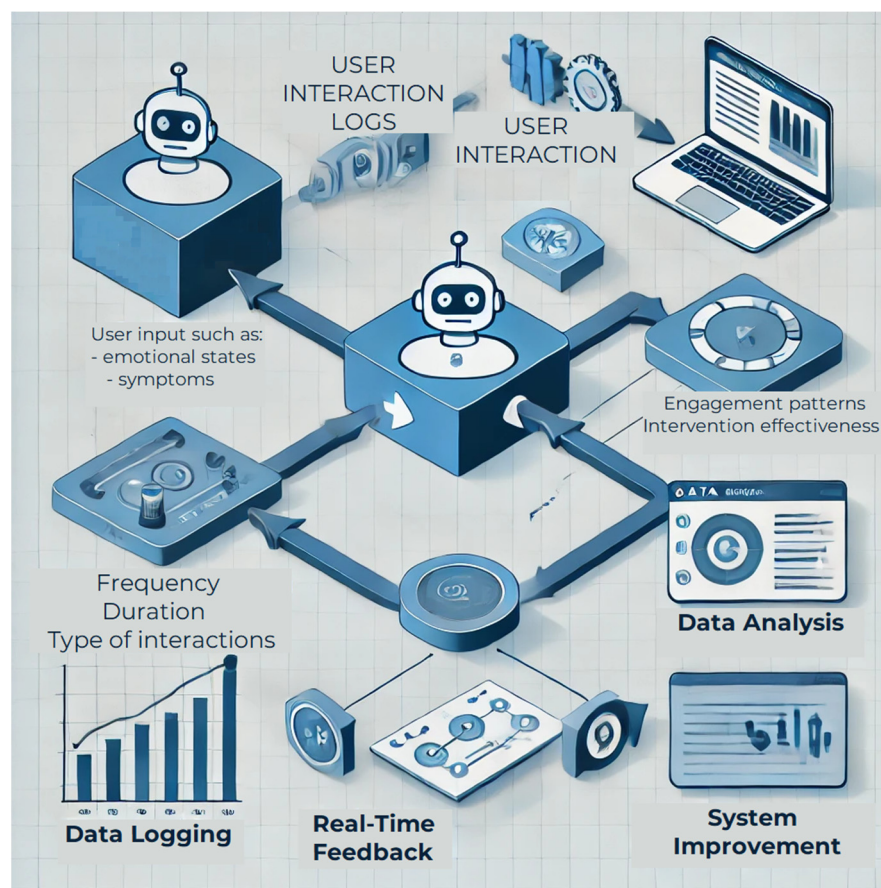 USER
INTERACTION
LOGS
USER
INTERACTION
User input such as:
- emotional states
- symptoms
Engagement patterns
Intervention effectiveness
DATA
Data Analysis
Frequency
Duration
Type of interactions
Data Logging
Real-Time
Feedback
System
Improvement